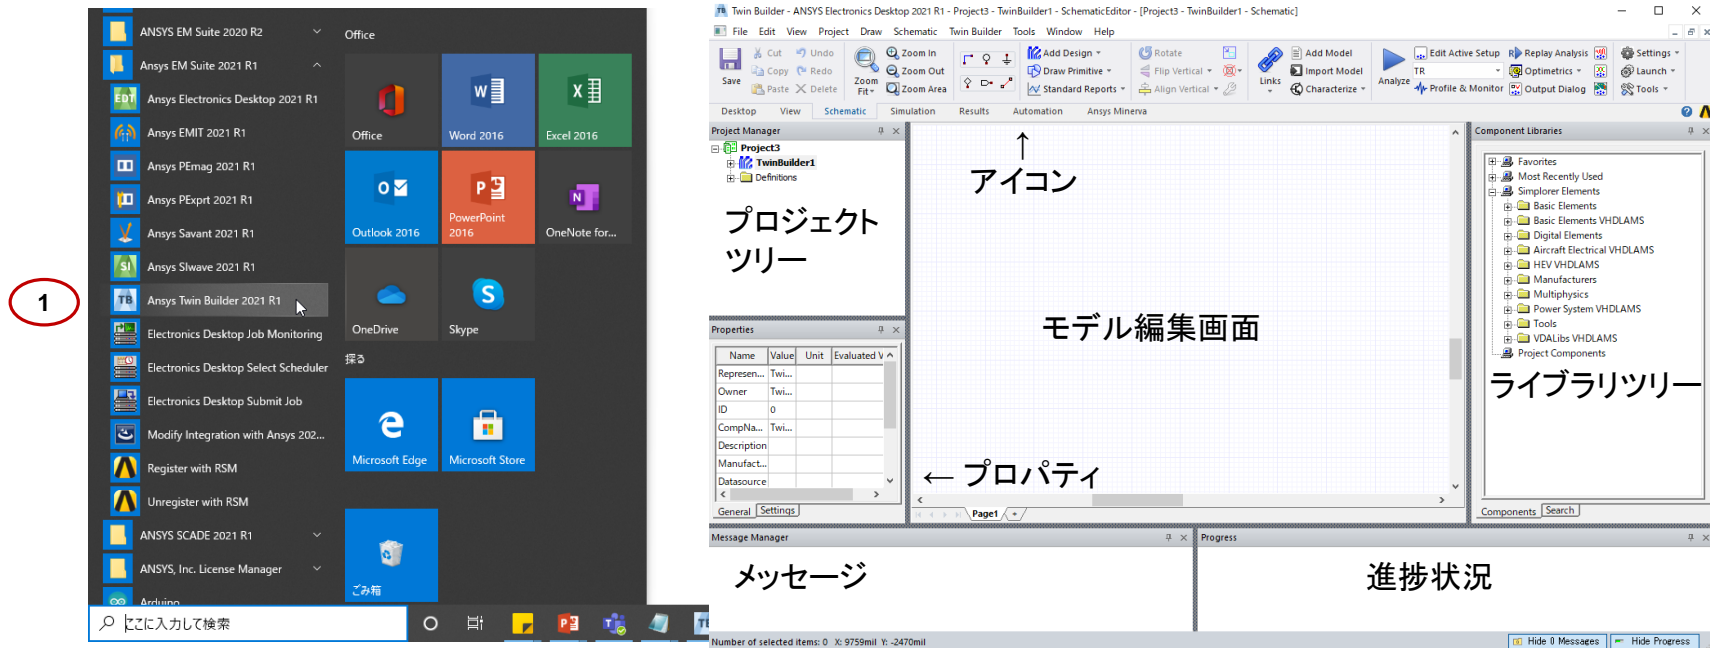 1
ANSYS EM Suite 2020 R2
Ansys EM Suite 2021 R1
Ansys Electronics Desktop 2021 R1
Ansys EMIT 2021 R1
Ansys PEmag 2021 R1
Ansys PExprt 2021 R1
Ansys Savant 2021 R1
Ansys SIwave 2021 R1
Ansys Twin Builder 2021 R1
Electronics Desktop Job Monitoring
Electronics Desktop Select Scheduler
Electronics Desktop Submit Job
Modify Integration with Ansys 202...
Register with RSM
Unregister with RSM
ANSYS SCADE 2021 R1
ANSYS, Inc. License Manager
Arduino
Office
Office
Word 2016
Excel 2016
Outlook 2016
PowerPoint
2016
OneNote for...
OneDrive
Skype
探る
Microsoft Edge
Microsoft Store
ごみ箱
ここに入力して検索
Twin Builder - ANSYS Electronics Desktop 2021 R1 - Project3 - TwinBuilder1 - SchematicEditor - [Project3 - TwinBuilder1 - Schematic]
File Edit View Project Draw Schematic Twin Builder Tools Window Help
Save
Cut
Copy
Paste
Undo
Redo
Delete
Zoom
Fit
Zoom In
Zoom Out
Zoom Area
Add Design
Draw Primitive
Standard Reports
Rotate
Flip Vertical
Align Vertical
Links
Add Model
Import Model
Characterize
Analyze
Edit Active Setup
TR
Profile & Monitor
Replay Analysis
Optimetrics
Output Dialog
Settings
Launch
Tools
Desktop View Schematic Simulation Results Automation Ansys Minerva
Project Manager
Project3
TwinBuilder1
Definitions
プロジェクト
ツリー
↑
アイコン
モデル編集画面
← プロパティ
Properties
Name Value Unit Evaluated V
Represen... Twi...
Owner Twi...
ID 0
CompNa... Twi...
Description
Manufact...
Datasource
General Settings
Page1 +
Component Libraries
Favorites
Most Recently Used
Simplorer Elements
Basic Elements
Basic Elements VHDLAMS
Digital Elements
Aircraft Electrical VHDLAMS
HEV VHDLAMS
Manufacturers
Multiphysics
Power System VHDLAMS
Tools
VDALibs VHDLAMS
Project Components
ライブラリツリー
Components Search
Message Manager
メッセージ
Progress
進捗状況
Number of selected items: 0 X: 9759mil Y: -2470mil
Hide 0 Messages
Hide Progress